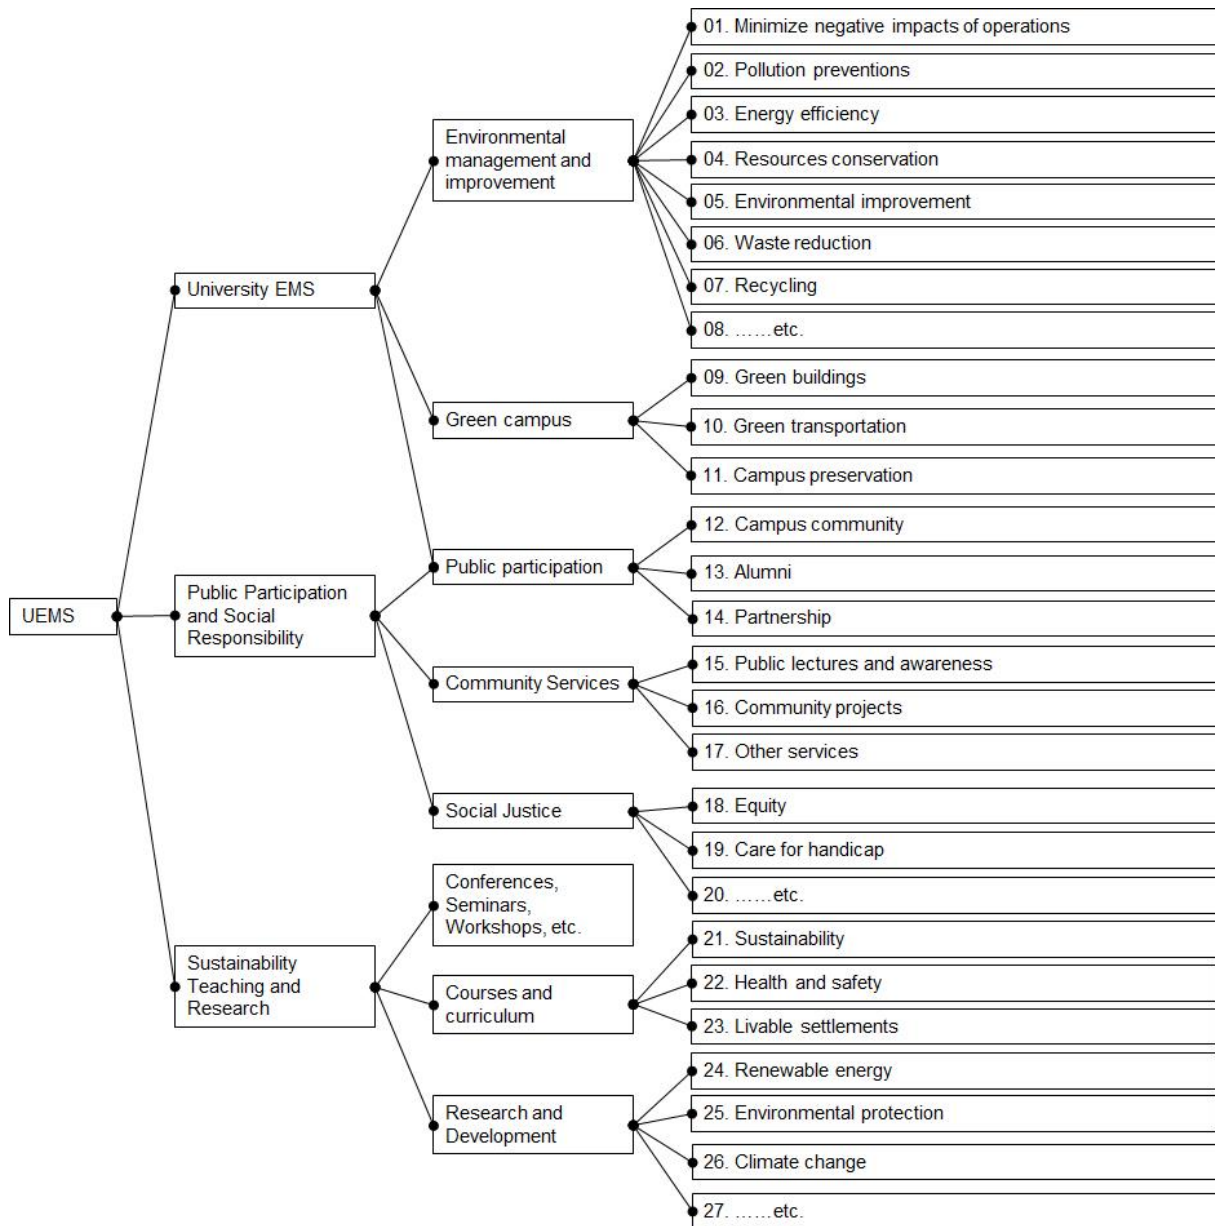 UEMS
University EMS
Public Participation
and Social
Responsibility
Sustainability
Teaching and
Research
Environmental
management and
improvement
Green campus
Public participation
Community Services
Social Justice
Conferences,
Seminars,
Workshops, etc.
Courses and
curriculum
Research and
Development
01. Minimize negative impacts of operations
02. Pollution preventions
03. Energy efficiency
04. Resources conservation
05. Environmental improvement
06. Waste reduction
07. Recycling
08. ……etc.
09. Green buildings
10. Green transportation
11. Campus preservation
12. Campus community
13. Alumni
14. Partnership
15. Public lectures and awareness
16. Community projects
17. Other services
18. Equity
19. Care for handicap
20. ……etc.
21. Sustainability
22. Health and safety
23. Livable settlements
24. Renewable energy
25. Environmental protection
26. Climate change
27. ……etc.